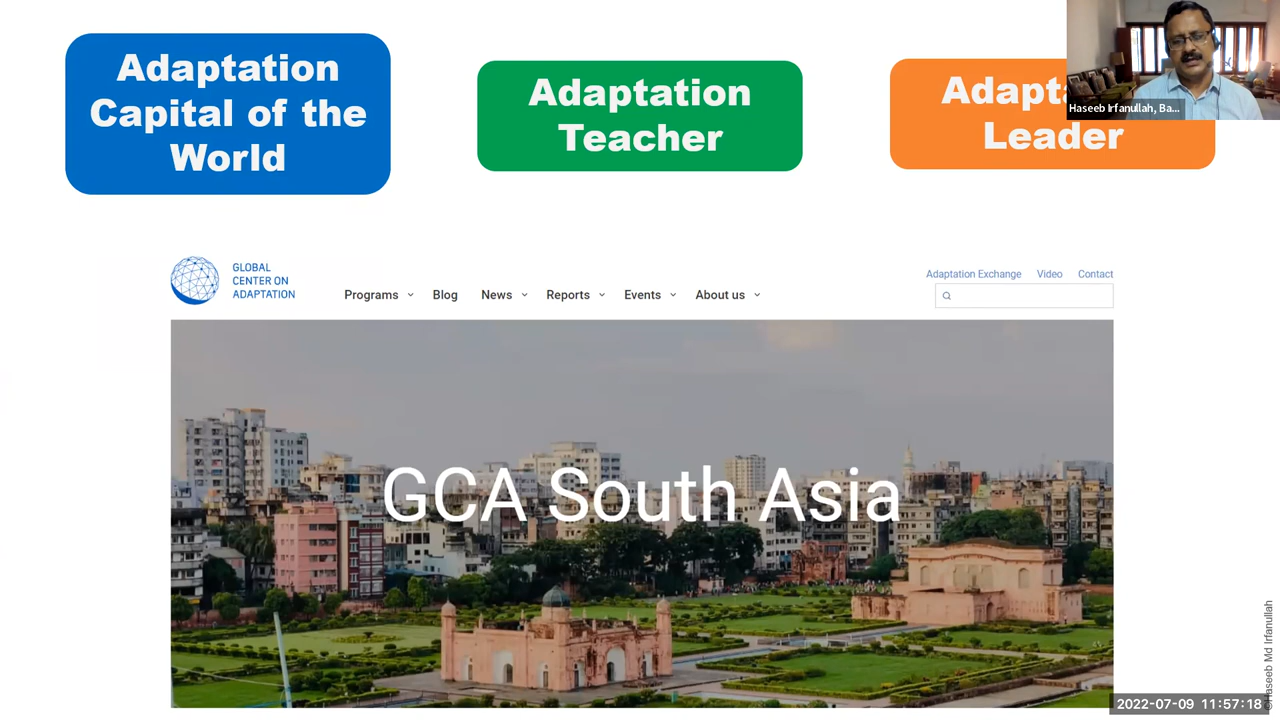 Adaptation
Capital of the
World
Adaptation
Teacher
Leader
Haseeb Irfanullah, Ba...
GLOBAL
CENTER ON
ADAPTATION
Programs
Blog
News
Reports
Events
About us
Adaptation Exchange
Video
Contact
GCA South Asia
©Haseeb Md Irfanullah
2022-07-09 11:57:18